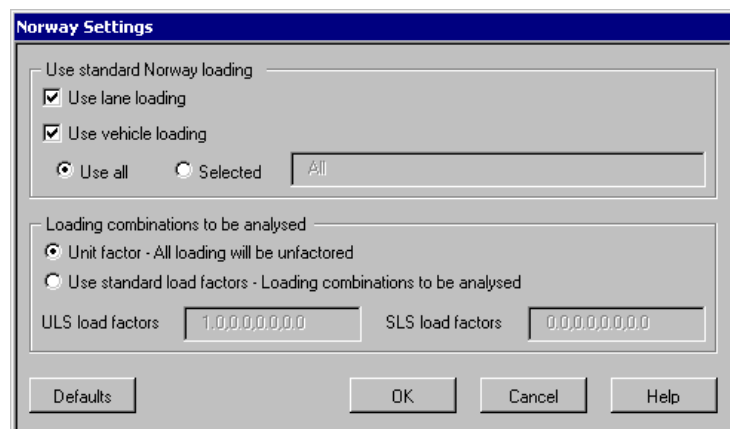 Norway Settings
Use standard Norway loading
Use lane loading
Use vehicle loading
Use all
Selected
All
Loading combinations to be analysed
Unit factor - All loading will be unfactored
Use standard load factors - Loading combinations to be analysed
ULS load factors
1.0,0.0,0.0,0.0
SLS load factors
0.0,0.0,0.0,0.0
Defaults
OK
Cancel
Help